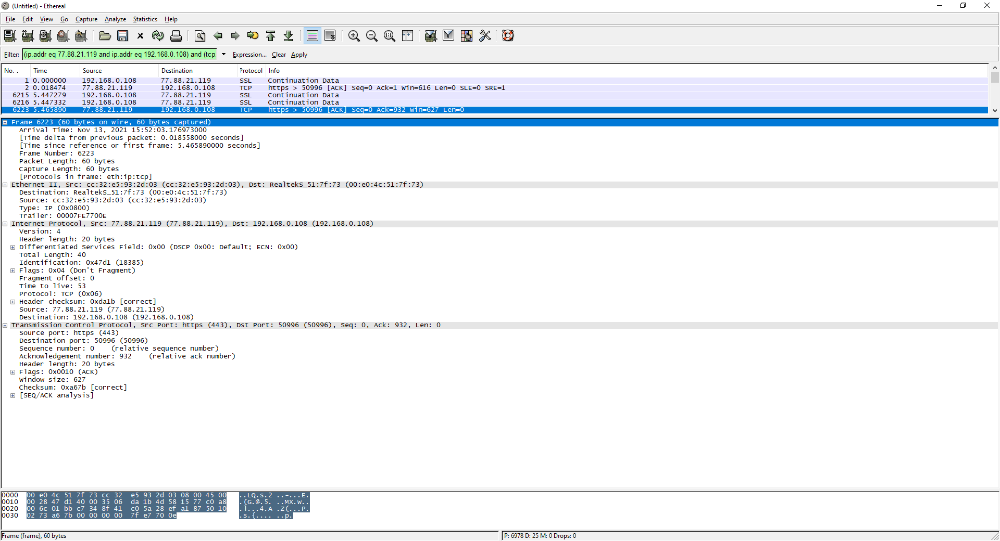 (Untitled) - Ethereal
File Edit View Go Capture Analyze Statistics Help
Filter: (ip.addr eq 77.88.21.119 and ip.addr eq 192.168.0.108) and (tcp. Expression... Clear Apply
No. Time Source Destination Protocol Info
1 0.000000 192.168.0.108 77.88.21.119 SSL Continuation Data
2 0.018474 77.88.21.119 192.168.0.108 TCP https > 50996 [ACK] Seq=0 Ack=1 Win=616 Len=0 SLE=0 SRE=1
6215 5.447279 192.168.0.108 77.88.21.119 SSL Continuation Data
6216 5.447332 192.168.0.108 77.88.21.119 SSL Continuation Data
6223 5.465890 77.88.21.119 192.168.0.108 TCP https > 50996 [ACK] Seq=0 Ack=932 Win=627 Len=0
Frame 6223 (60 bytes on wire, 60 bytes captured)
Arrival Time: Nov 13, 2021 15:52:03.176973000
[Time delta from previous packet: 0.018558000 seconds]
[Time since reference or first frame: 5.465890000 seconds]
Frame Number: 6223
Packet Length: 60 bytes
Capture Length: 60 bytes
[Protocols in frame: eth:ip:tcp]
Ethernet II, Src: cc:32:e5:93:2d:03 (cc:32:e5:93:2d:03), Dst: RealtekS_51:7f:73 (00:e0:4c:51:7f:73)
Destination: RealtekS_51:7f:73 (00:e0:4c:51:7f:73)
Source: cc:32:e5:93:2d:03 (cc:32:e5:93:2d:03)
Type: IP (0x0800)
Trailer: 00007FE7700E
Internet Protocol, Src: 77.88.21.119 (77.88.21.119), Dst: 192.168.0.108 (192.168.0.108)
Version: 4
Header length: 20 bytes
Differentiated Services Field: 0x00 (DSCP 0x00: Default; ECN: 0x00)
Total Length: 40
Identification: 0x47d1 (18385)
Flags: 0x04 (Don't Fragment)
Fragment offset: 0
Time to live: 53
Protocol: TCP (0x06)
Header checksum: 0xda1b [correct]
Source: 77.88.21.119 (77.88.21.119)
Destination: 192.168.0.108 (192.168.0.108)
Transmission Control Protocol, Src Port: https (443), Dst Port: 50996 (50996), Seq: 0, Ack: 932, Len: 0
Source port: https (443)
Destination port: 50996 (50996)
Sequence number: 0 (relative sequence number)
Acknowledgement number: 932 (relative ack number)
Header length: 20 bytes
Flags: 0x0010 (ACK)
Window size: 627
Checksum: 0xa67b [correct]
[SEQ/ACK analysis]
0000 00 e0 4c 51 7f 73 cc 32 e5 93 2d 03 08 00 45 00 ..LQ.s.2 ..-...E.
0010 00 28 47 d1 40 00 35 06 da 1b 4d 58 15 77 c0 a8 .(G.@.5. ..MX.w..
0020 00 6c 01 bb c7 34 8f 41 c0 5a 28 ef a1 87 50 10 .l...4.A .Z(...P.
0030 02 73 a6 7b 00 00 00 00 7f e7 70 0e .s.{.... ..p.
Frame (frame), 60 bytes P: 6978 D: 25 M: 0 Drops: 0